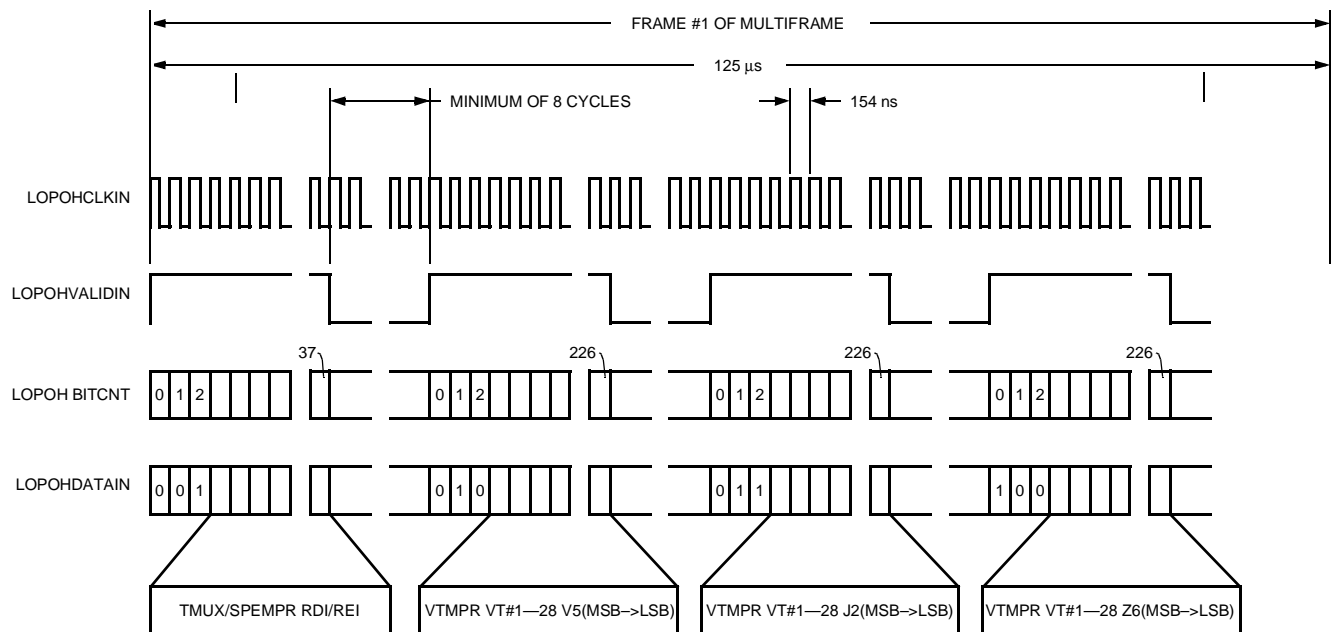 FRAME #1 OF MULTIFRAME
125 μs
MINIMUM OF 8 CYCLES
154 ns
LOPOHCLKIN
LOPOHVALIDIN
37 226 226 226
LOPOH BITCNT 0 1 2 0 1 2 0 1 2 0 1 2
LOPOHDATAIN 0 0 1 0 1 0 0 1 1 1 0 0
TMUX/SPEMPR RDI/REI VTMPR VT#1—28 V5(MSB–>LSB) VTMPR VT#1—28 J2(MSB–>LSB) VTMPR VT#1—28 Z6(MSB–>LSB)